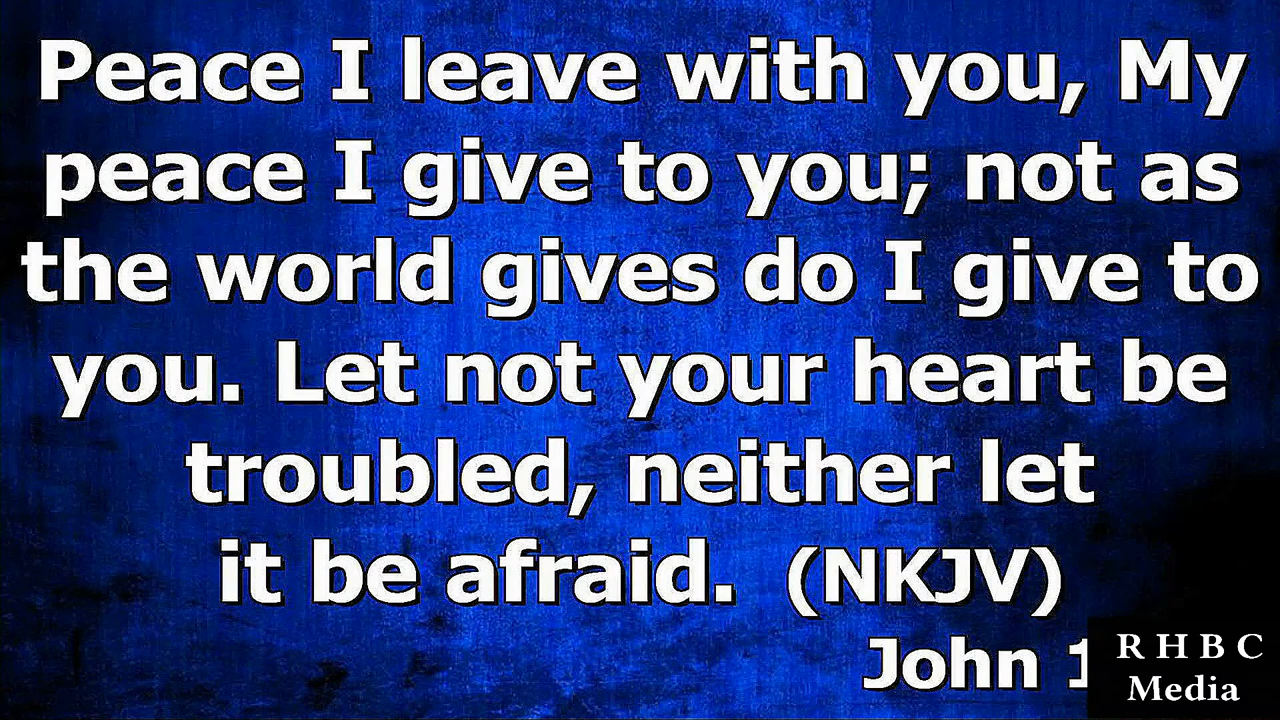 Peace I leave with you, My
peace I give to you; not as
the world gives do I give to
you. Let not your heart be
troubled, neither let
it be afraid. (NKJV)
John 1
R H B C
Media